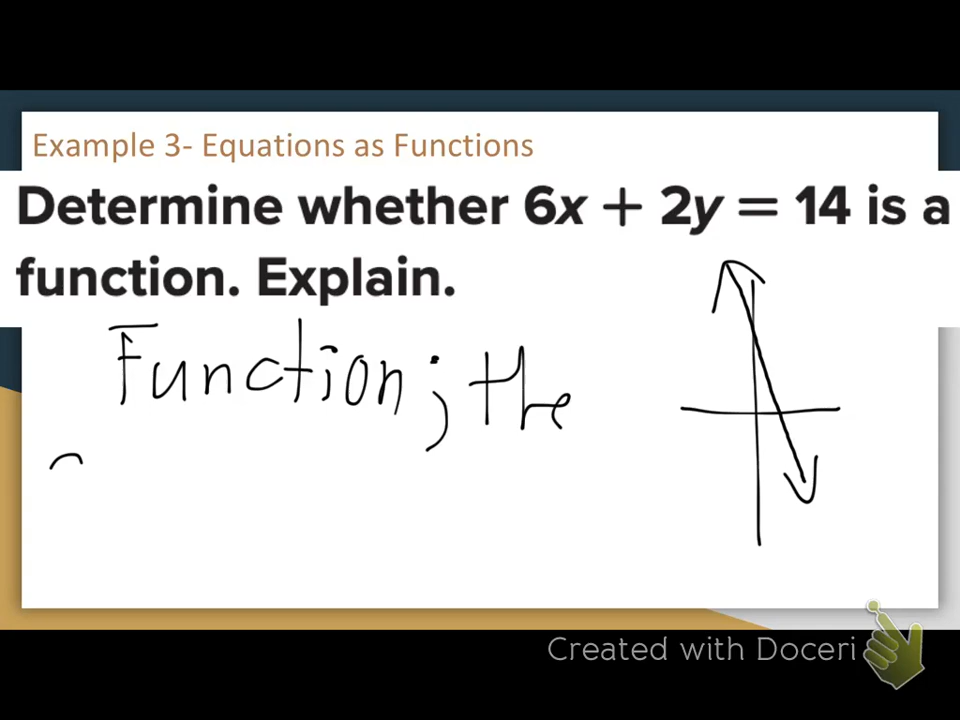 Example 3- Equations as Functions
Determine whether 6x + 2y = 14 is a
function. Explain.
Function; the
Created with Doceri